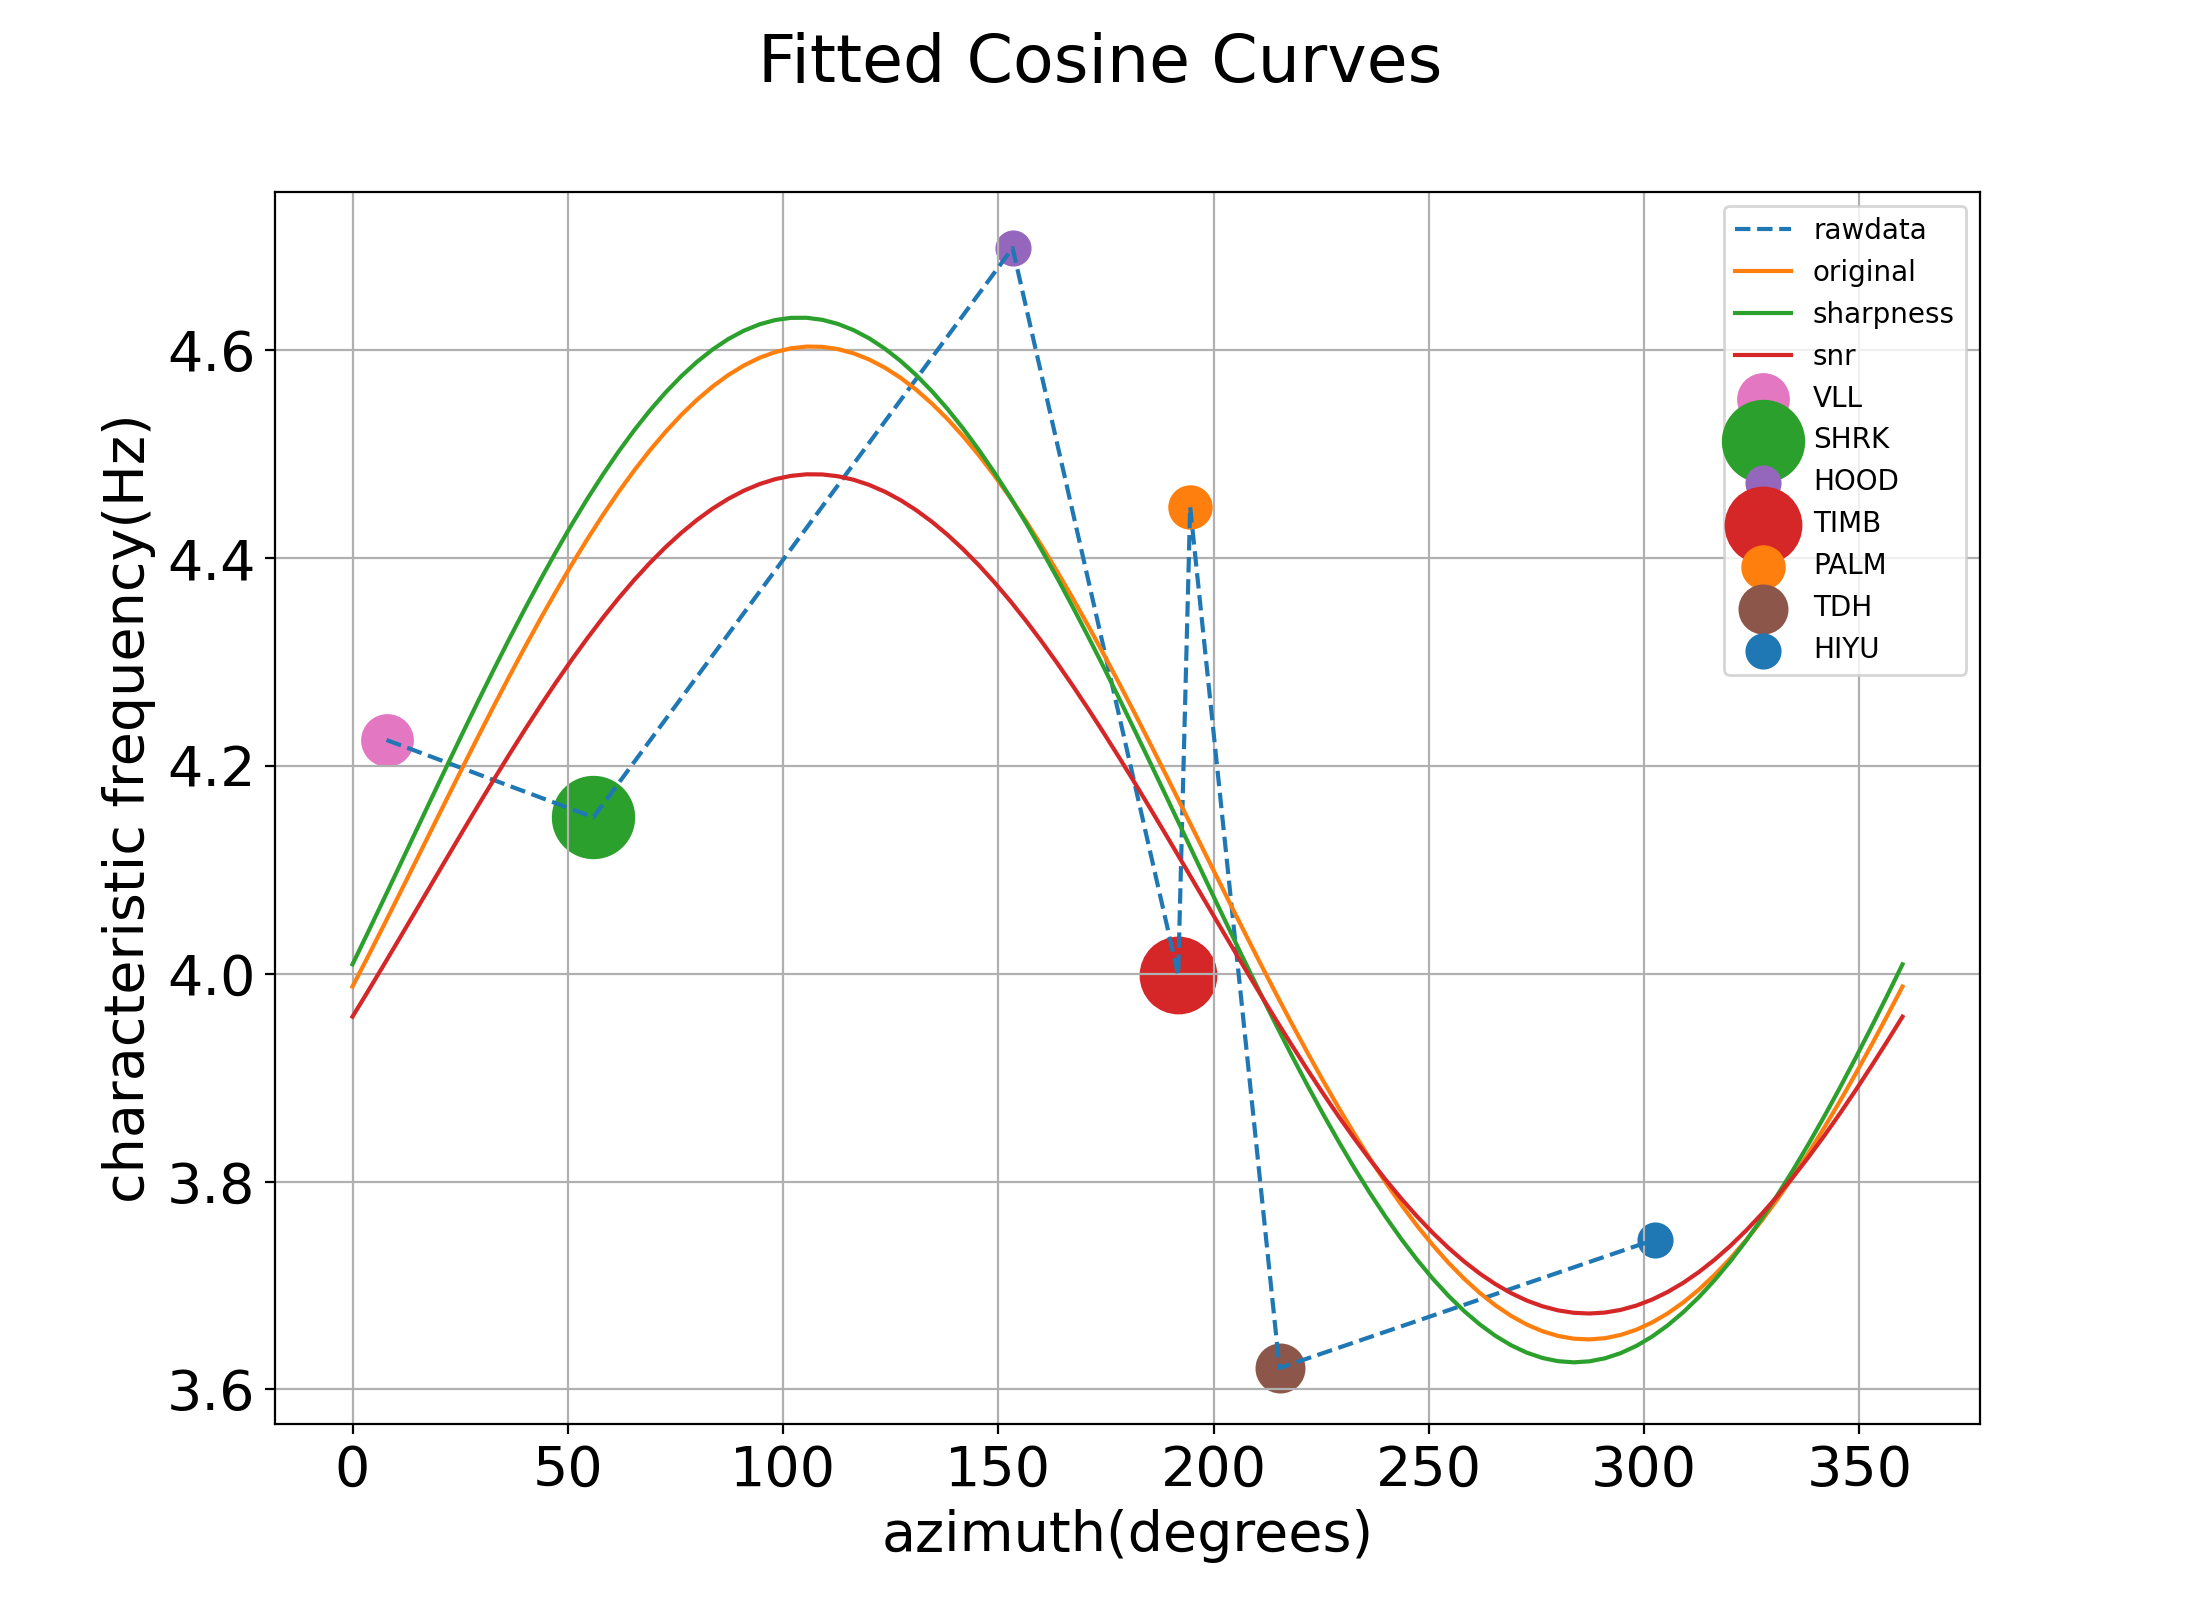 Fitted Cosine Curves
rawdata
original
sharpness
snr
VLL
SHRK
HOOD
TIMB
PALM
TDH
HIYU
characteristic frequency(Hz)
4.6
4.4
4.2
4.0
3.8
3.6
0 50 100 150 200 250 300 350
azimuth(degrees)